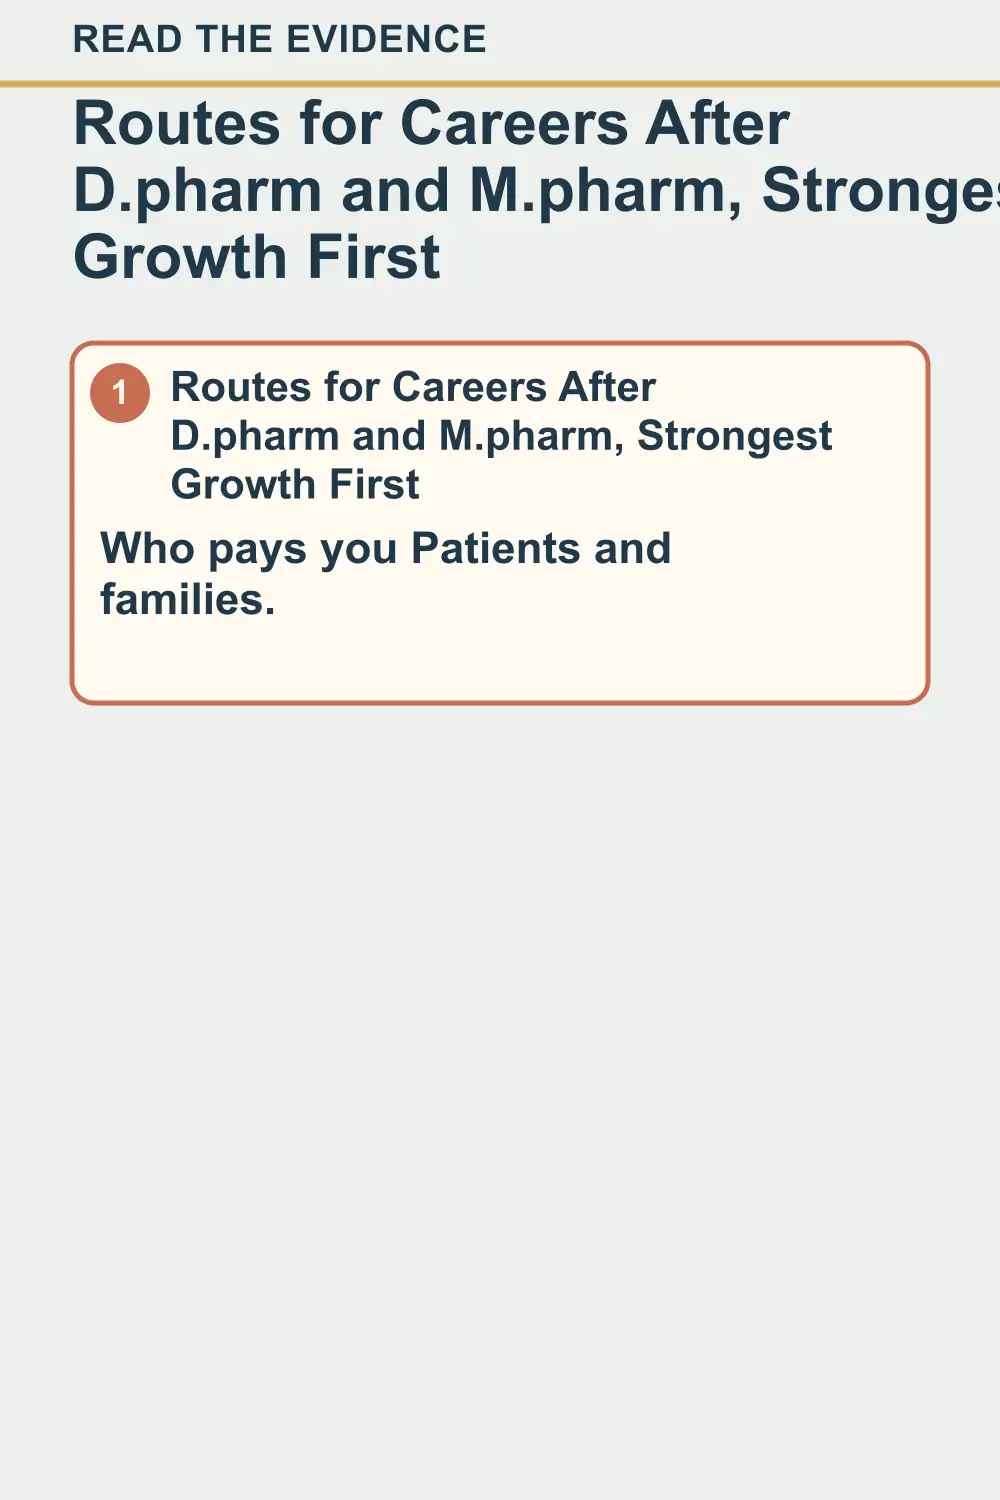 READ THE EVIDENCE
Routes for Careers After
D.pharm and M.pharm, Stronges
Growth First
1
Routes for Careers After
D.pharm and M.pharm, Strongest
Growth First
Who pays you Patients and
families.